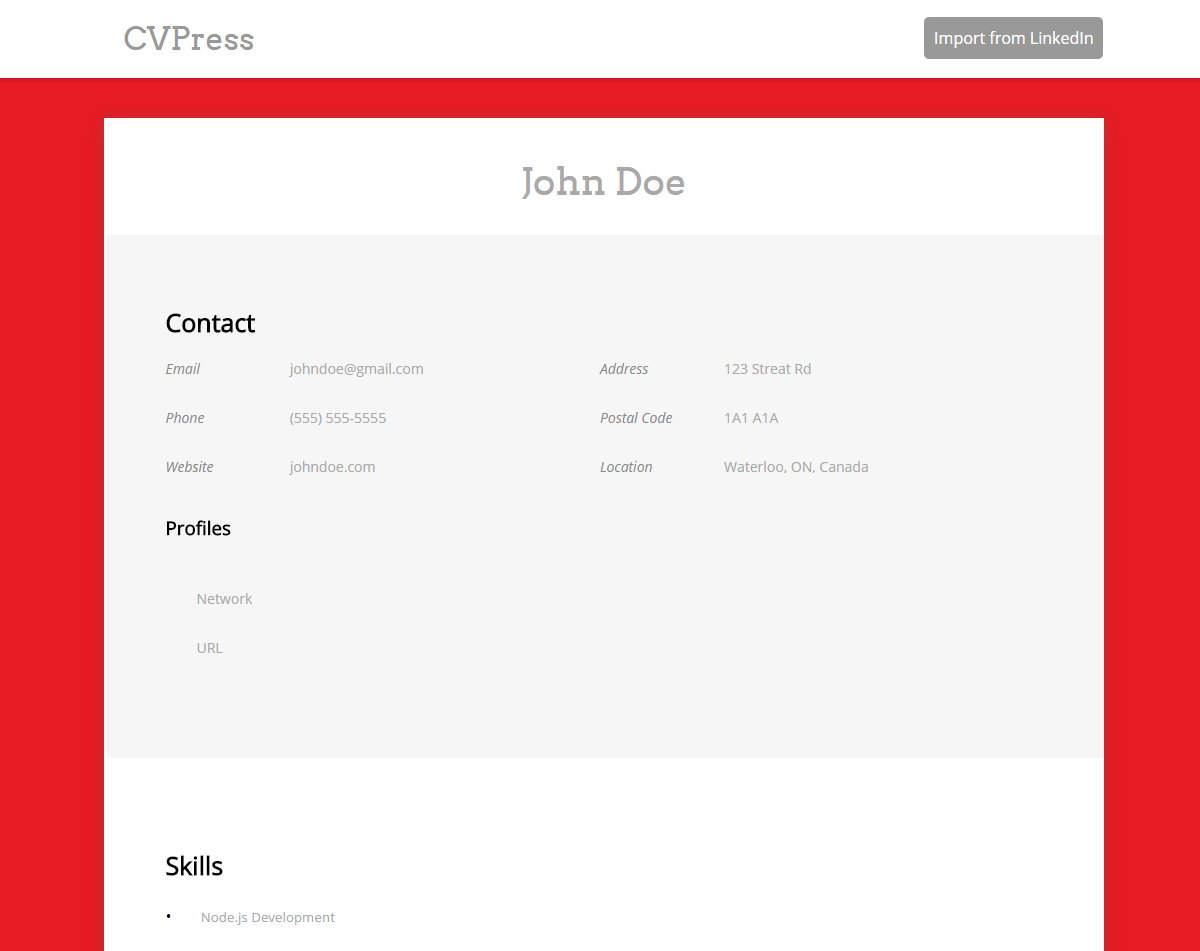 CVPress
Import from LinkedIn
John Doe
Contact
Email johndoe@gmail.com Address 123 Streat Rd
Phone (555) 555-5555 Postal Code 1A1 A1A
Website johndoe.com Location Waterloo, ON, Canada
Profiles
Network
URL
Skills
• Node.js Development